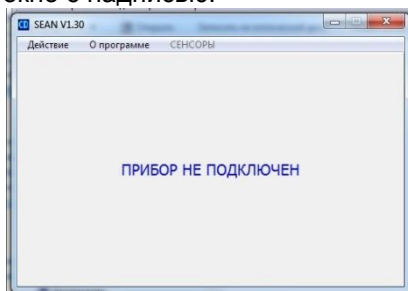 SEAN V1.30
Действие О программе СЕНСОРЫ
ПРИБОР НЕ ПОДКЛЮЧЕН